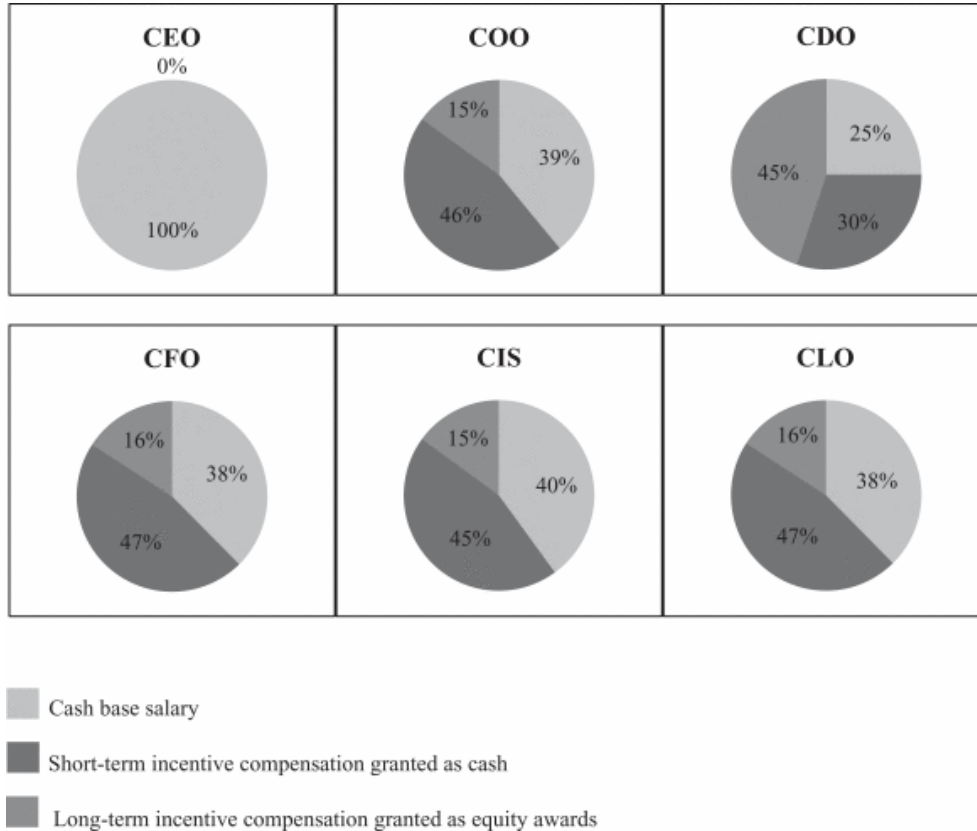 CEO
0%
100%
COO
15%
39%
46%
CDO
25%
45%
30%
CFO
16%
38%
47%
CIS
15%
40%
45%
CLO
16%
38%
47%
Cash base salary
Short-term incentive compensation granted as cash
Long-term incentive compensation granted as equity awards